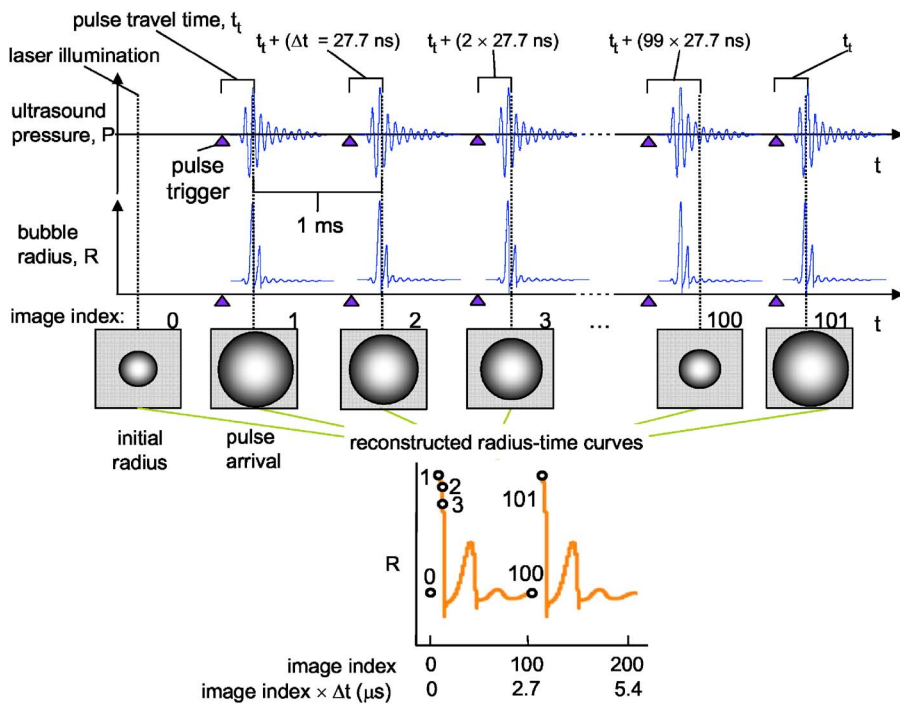 pulse travel time, tₜ
laser illumination
tₜ + (Δt = 27.7 ns)
tₜ + (2 × 27.7 ns)
tₜ + (99 × 27.7 ns)
tₜ
ultrasound
pressure, P
pulse
trigger
t
1 ms
bubble
radius, R
...
image index:
0
1
2
3
...
100
101
t
initial
radius
pulse
arrival
reconstructed radius-time curves
1
2
3
101
R
0
100
image index
0
100
200
image index × Δt (μs)
0
2.7
5.4